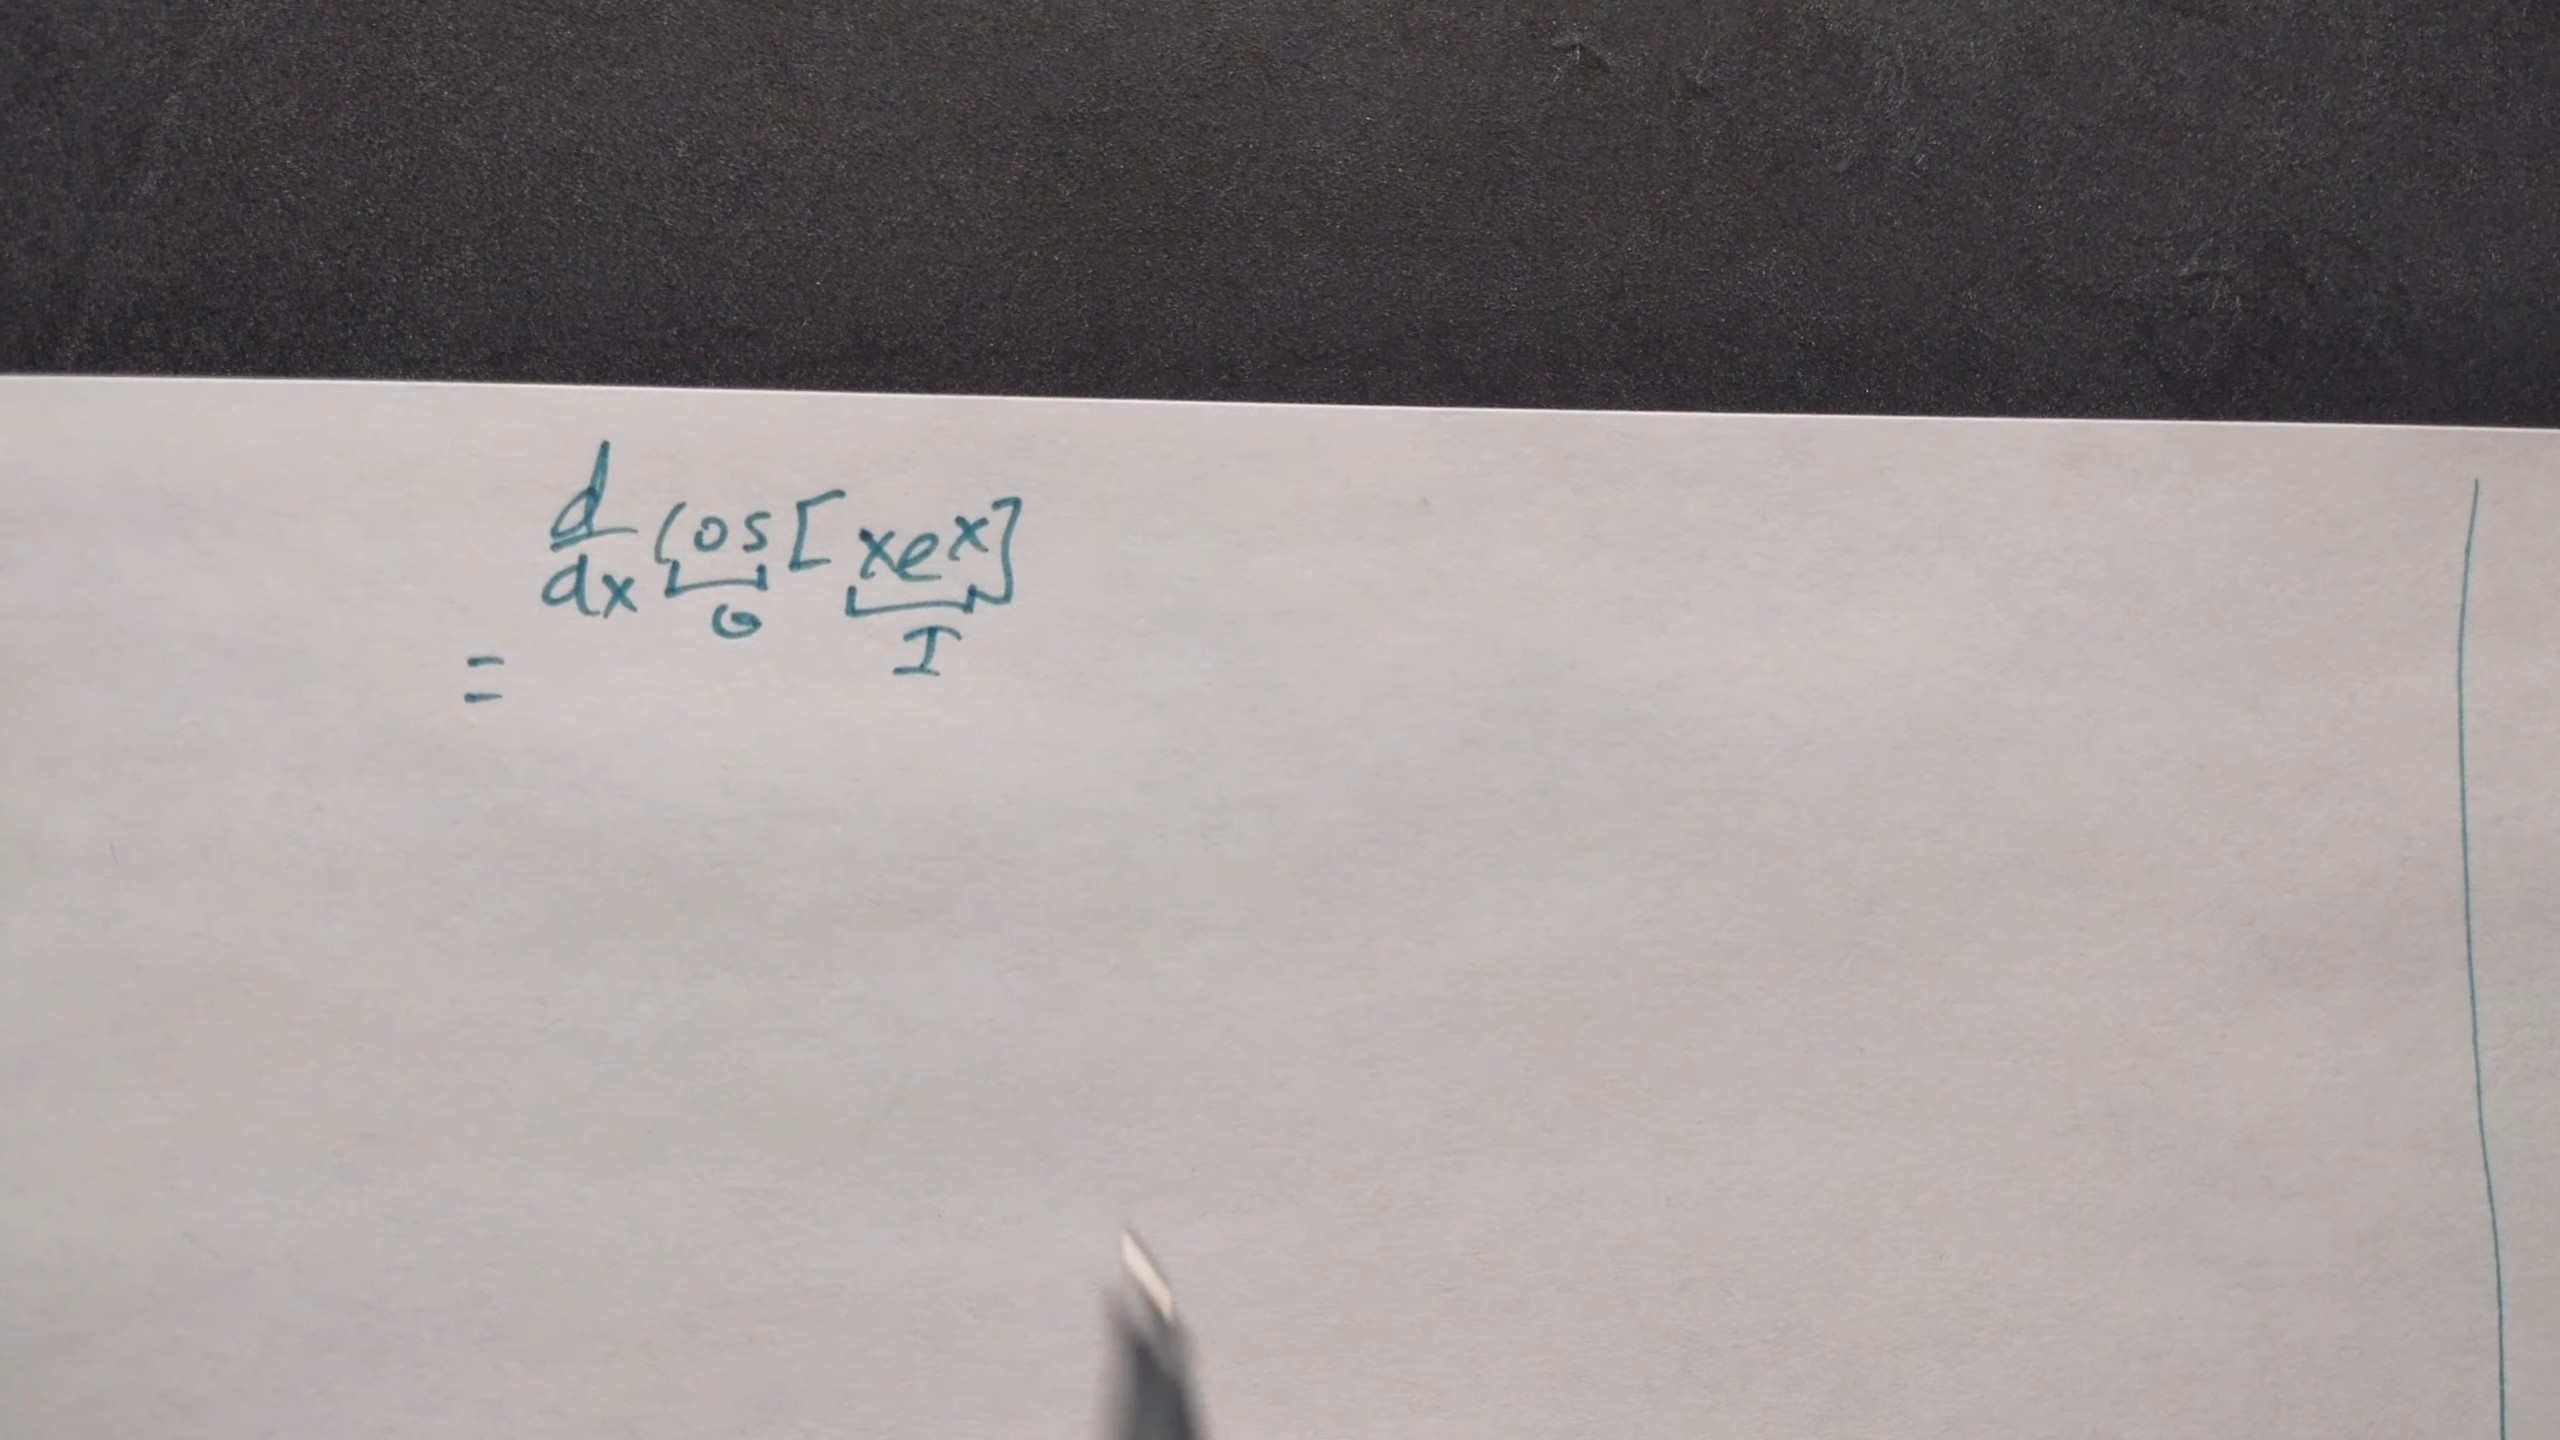 d/dx cos[xe^x]
O I
=